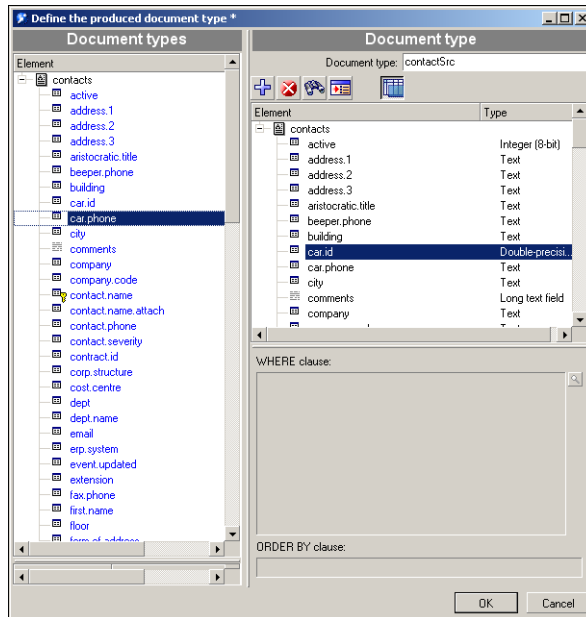 Define the produced document type *
Document types
Element
contacts
active
address.1
address.2
address.3
aristocratic.title
beeper.phone
building
car.id
car.phone
city
comments
company
company.code
contact.name
contact.name.attach
contact.phone
contact.severity
contract.id
corp.structure
cost.centre
dept
dept.name
email
erp.system
event.updated
extension
fax.phone
first.name
floor
form.of.address
Document type
Document type: contactSrc
Element Type
contacts
active Integer (8-bit)
address.1 Text
address.2 Text
address.3 Text
aristocratic.title Text
beeper.phone Text
building Text
car.id Double-precisi...
car.phone Text
city Text
comments Long text field
company Text
WHERE clause:
ORDER BY clause:
OK Cancel